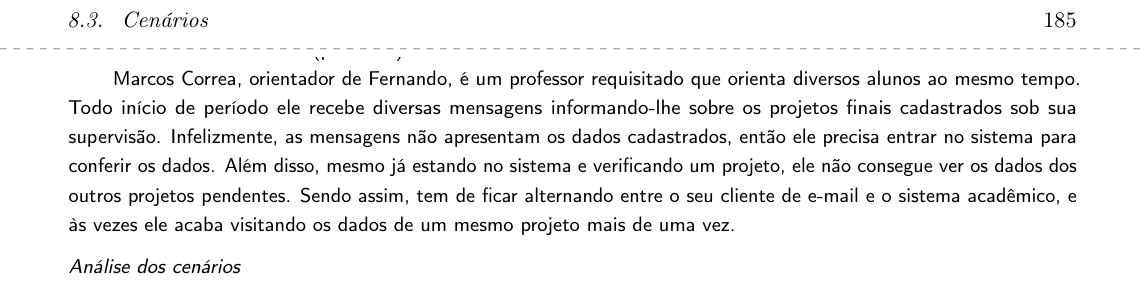 8.3. Cenários 185
Marcos Correa, orientador de Fernando, é um professor requisitado que orienta diversos alunos ao mesmo tempo.
Todo início de período ele recebe diversas mensagens informando-lhe sobre os projetos finais cadastrados sob sua
supervisão. Infelizmente, as mensagens não apresentam os dados cadastrados, então ele precisa entrar no sistema para
conferir os dados. Além disso, mesmo já estando no sistema e verificando um projeto, ele não consegue ver os dados dos
outros projetos pendentes. Sendo assim, tem de ficar alternando entre o seu cliente de e-mail e o sistema acadêmico, e
às vezes ele acaba visitando os dados de um mesmo projeto mais de uma vez.
Análise dos cenários